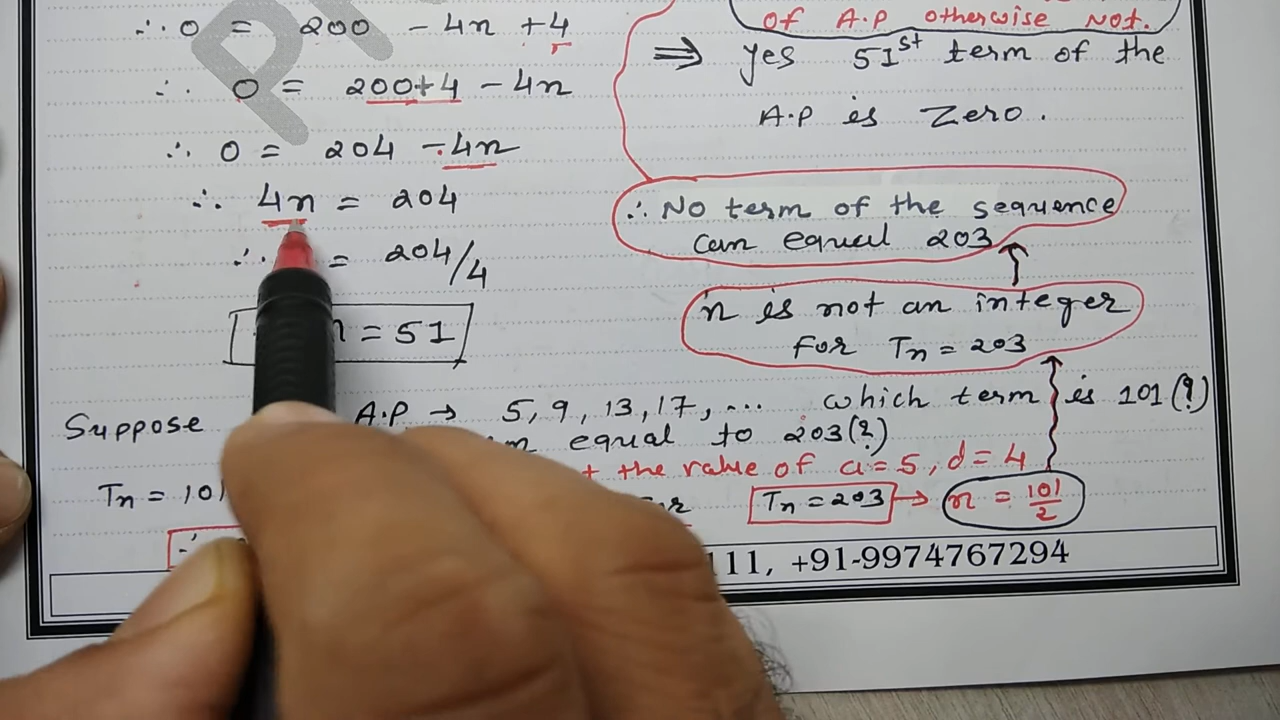 ∴ 0 = 200 - 4n + 4
∴ 0 = 200+4 - 4n
∴ 0 = 204 - 4n
∴ 4n = 204
∴ = 204/4
n = 51
of A.P otherwise not.
⇒ yes 51st term of the
A.P is zero.
∴ No term of the sequence
can equal 203
n is not an integer
for Tn = 203
Suppose A.P → 5, 9, 13, 17, ... which term is 101(?)
equal to 203(?)
the value of a = 5, d = 4
Tn = 101
Tn = 203 → n = 101/2
111, +91-9974767294